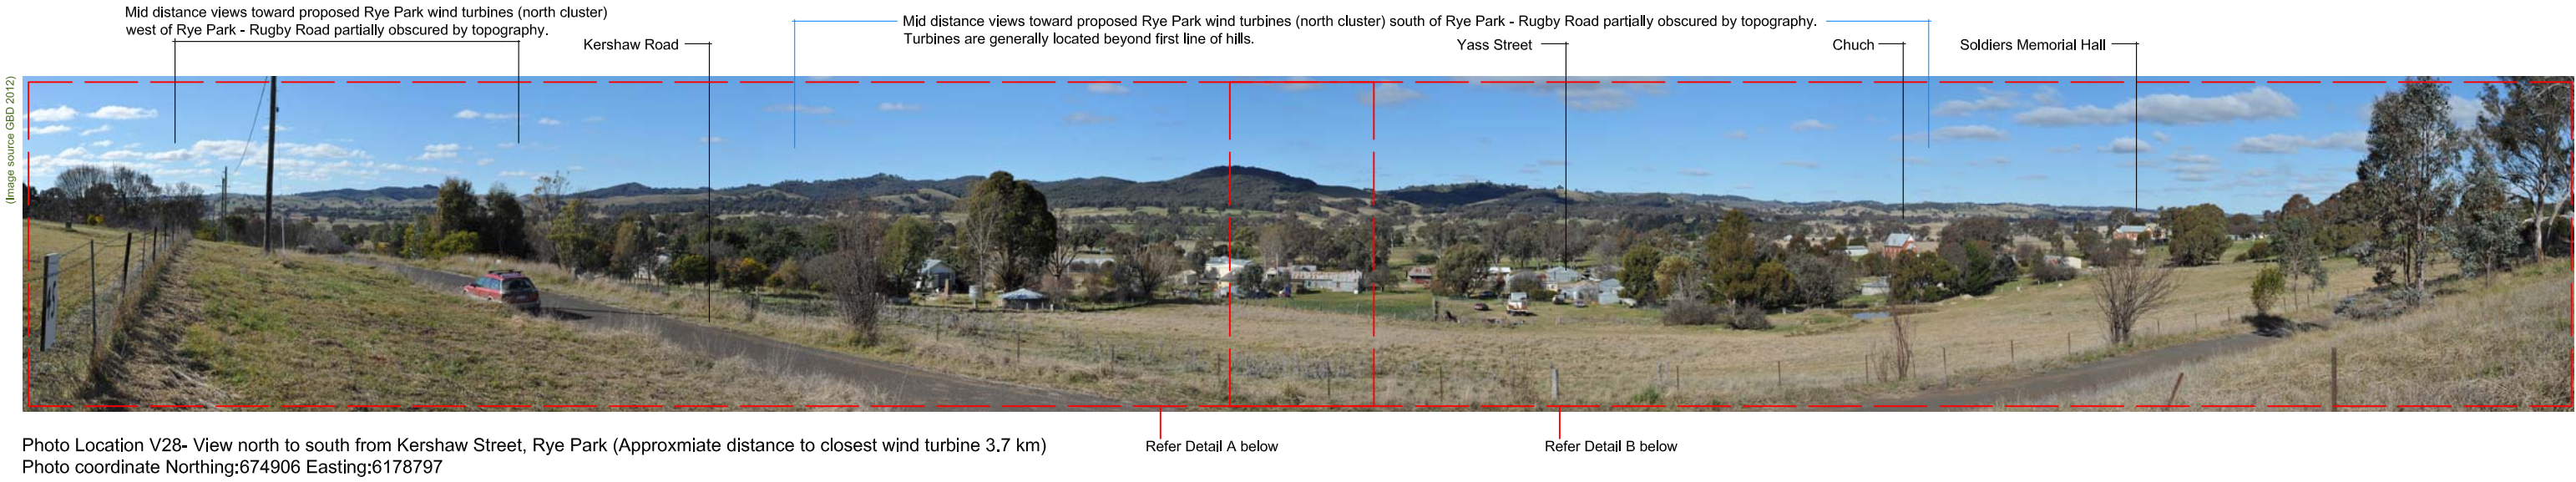 Mid distance views toward proposed Rye Park wind turbines (north cluster)
west of Rye Park - Rugby Road partially obscured by topography.
Kershaw Road
Mid distance views toward proposed Rye Park wind turbines (north cluster) south of Rye Park - Rugby Road partially obscured by topography.
Turbines are generally located beyond first line of hills.
Yass Street
Chuch
Soldiers Memorial Hall
(Image source GBD 2012)
Photo Location V28- View north to south from Kershaw Street, Rye Park (Approxmiate distance to closest wind turbine 3.7 km)
Photo coordinate Northing:674906 Easting:6178797
Refer Detail A below
Refer Detail B below